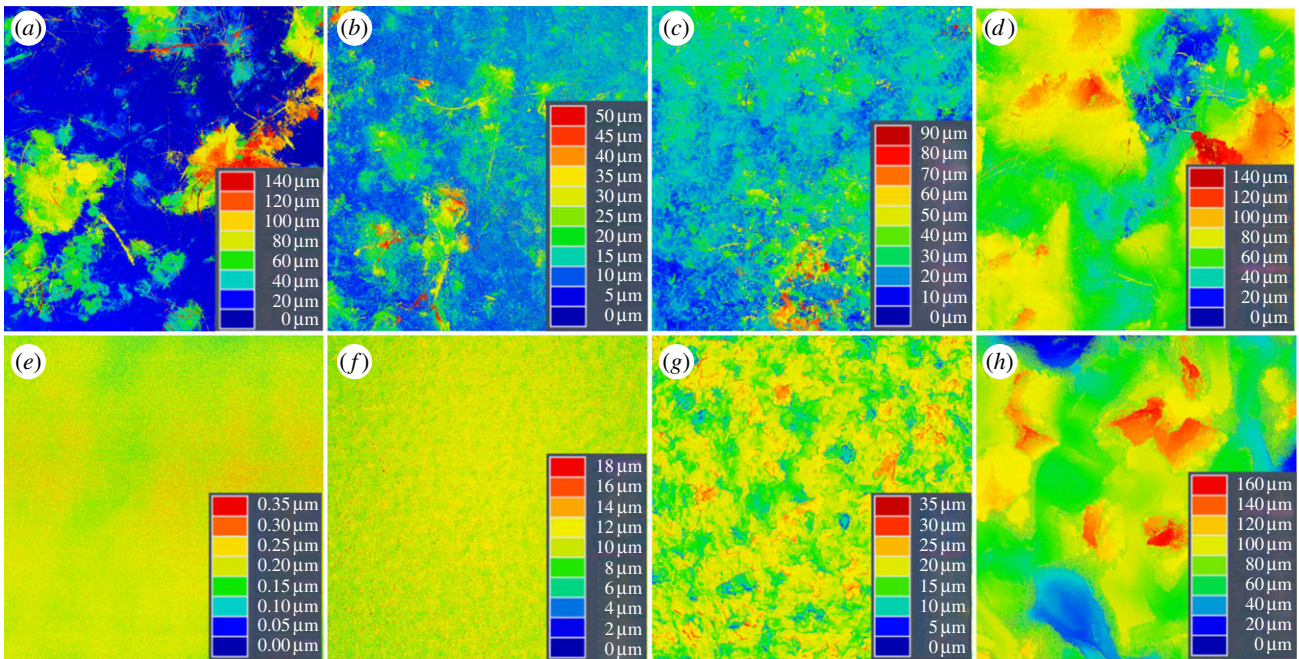 (a)
(b)
(c)
(d)
140 µm
120 µm
100 µm
80 µm
60 µm
40 µm
20 µm
0 µm
50 µm
45 µm
40 µm
35 µm
30 µm
25 µm
20 µm
15 µm
10 µm
5 µm
0 µm
90 µm
80 µm
70 µm
60 µm
50 µm
40 µm
30 µm
20 µm
10 µm
0 µm
140 µm
120 µm
100 µm
80 µm
60 µm
40 µm
20 µm
0 µm
(e)
(f)
(g)
(h)
0.35 µm
0.30 µm
0.25 µm
0.20 µm
0.15 µm
0.10 µm
0.05 µm
0.00 µm
18 µm
16 µm
14 µm
12 µm
10 µm
8 µm
6 µm
4 µm
2 µm
0 µm
35 µm
30 µm
25 µm
20 µm
15 µm
10 µm
5 µm
0 µm
160 µm
140 µm
120 µm
100 µm
80 µm
60 µm
40 µm
20 µm
0 µm